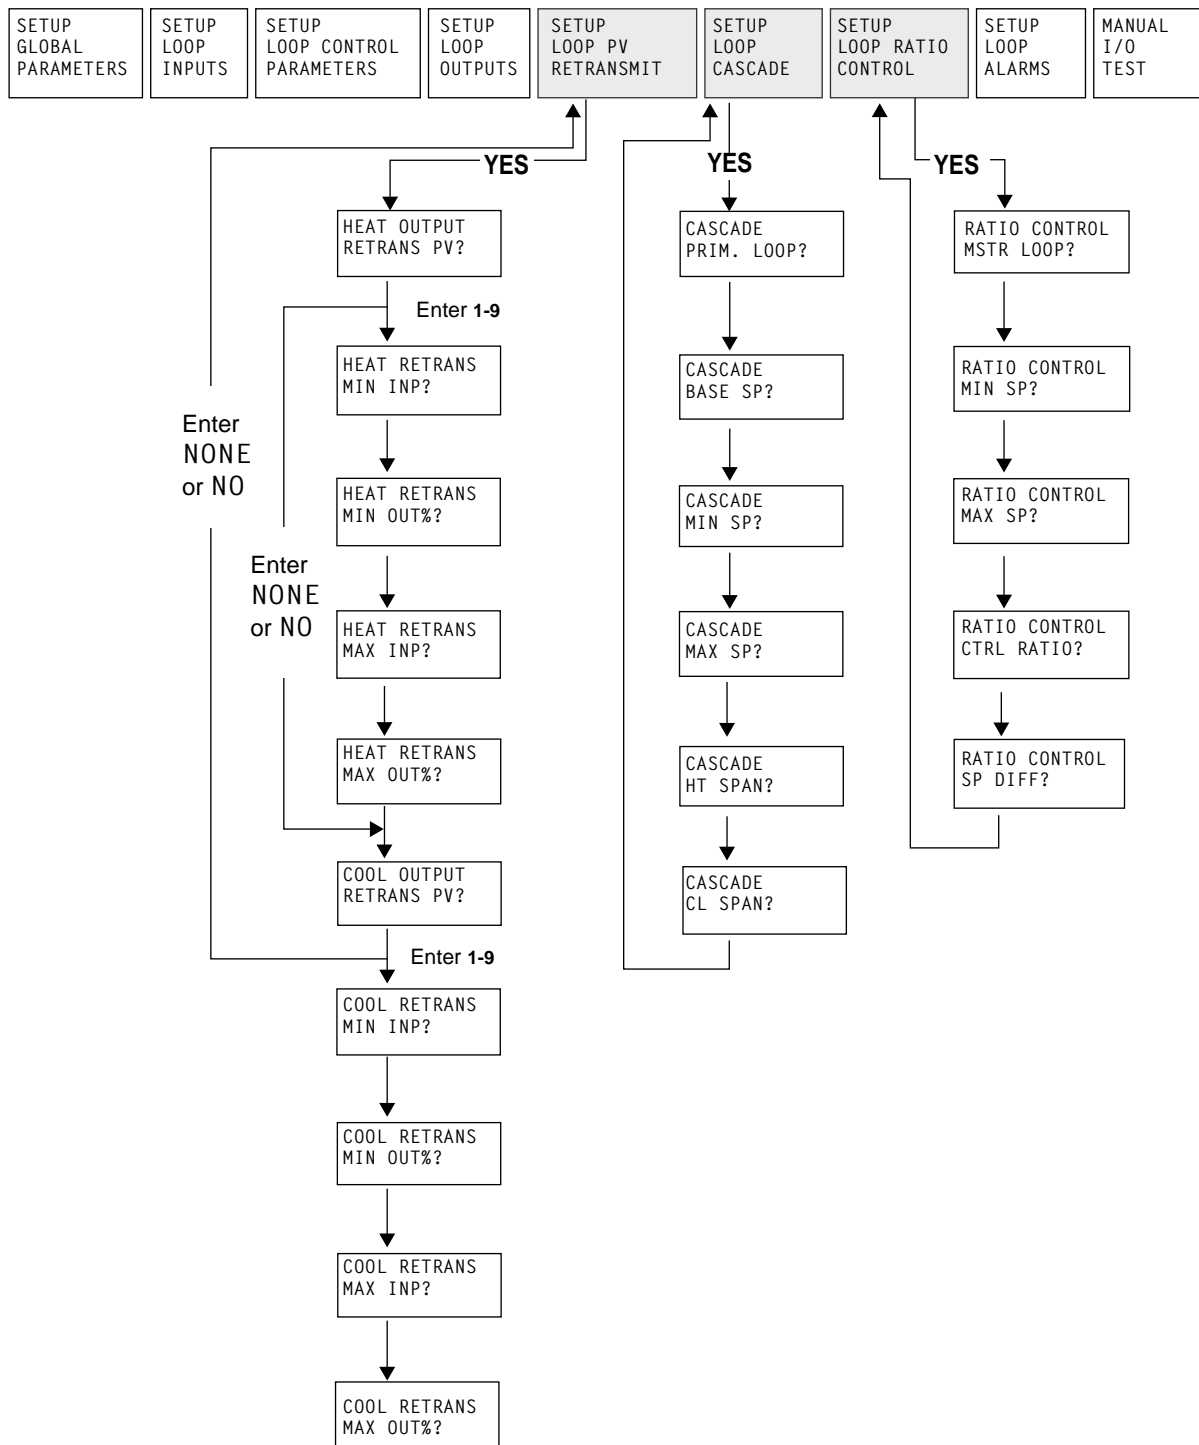 SETUP
GLOBAL
PARAMETERS
SETUP
LOOP
INPUTS
SETUP
LOOP CONTROL
PARAMETERS
SETUP
LOOP
OUTPUTS
SETUP
LOOP PV
RETRANSMIT
SETUP
LOOP
CASCADE
SETUP
LOOP RATIO
CONTROL
SETUP
LOOP
ALARMS
MANUAL
I/O
TEST
YES
HEAT OUTPUT
RETRANS PV?
Enter 1-9
HEAT RETRANS
MIN INP?
Enter
NONE
or NO
HEAT RETRANS
MIN OUT%?
Enter
NONE
or NO
HEAT RETRANS
MAX INP?
HEAT RETRANS
MAX OUT%?
COOL OUTPUT
RETRANS PV?
Enter 1-9
COOL RETRANS
MIN INP?
COOL RETRANS
MIN OUT%?
COOL RETRANS
MAX INP?
COOL RETRANS
MAX OUT%?
YES
CASCADE
PRIM. LOOP?
CASCADE
BASE SP?
CASCADE
MIN SP?
CASCADE
MAX SP?
CASCADE
HT SPAN?
CASCADE
CL SPAN?
YES
RATIO CONTROL
MSTR LOOP?
RATIO CONTROL
MIN SP?
RATIO CONTROL
MAX SP?
RATIO CONTROL
CTRL RATIO?
RATIO CONTROL
SP DIFF?